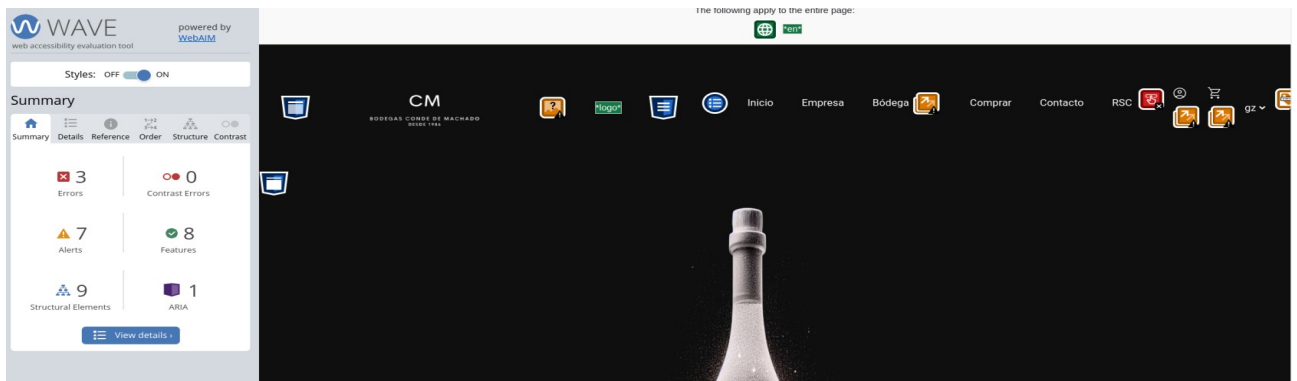 WAVE
web accessibility evaluation tool
powered by
WebAIM
Styles: OFF ON
Summary
Summary Details Reference Order Structure Contrast
3
Errors
0
Contrast Errors
7
Alerts
8
Features
9
Structural Elements
1
ARIA
View details ›
The following apply to the entire page:
*en*
CM
BODEGAS CONDE DE MACHADO
DESDE 1986
*logo*
Inicio Empresa Bódega Comprar Contacto RSC gz